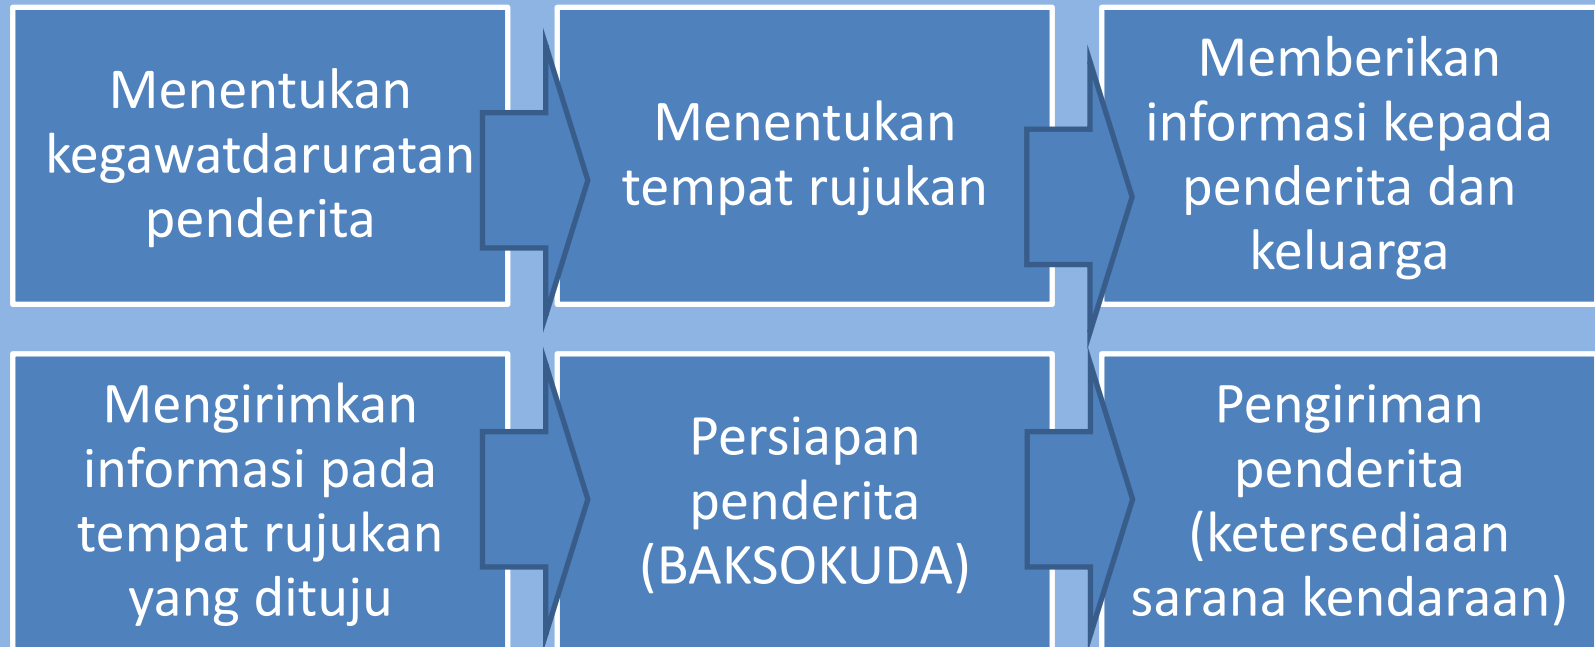 Menentukan
kegawatdaruratan
penderita
Menentukan
tempat rujukan
Memberikan
informasi kepada
penderita dan
keluarga
Mengirimkan
informasi pada
tempat rujukan
yang dituju
Persiapan
penderita
(BAKSOKUDA)
Pengiriman
penderita
(ketersediaan
sarana kendaraan)